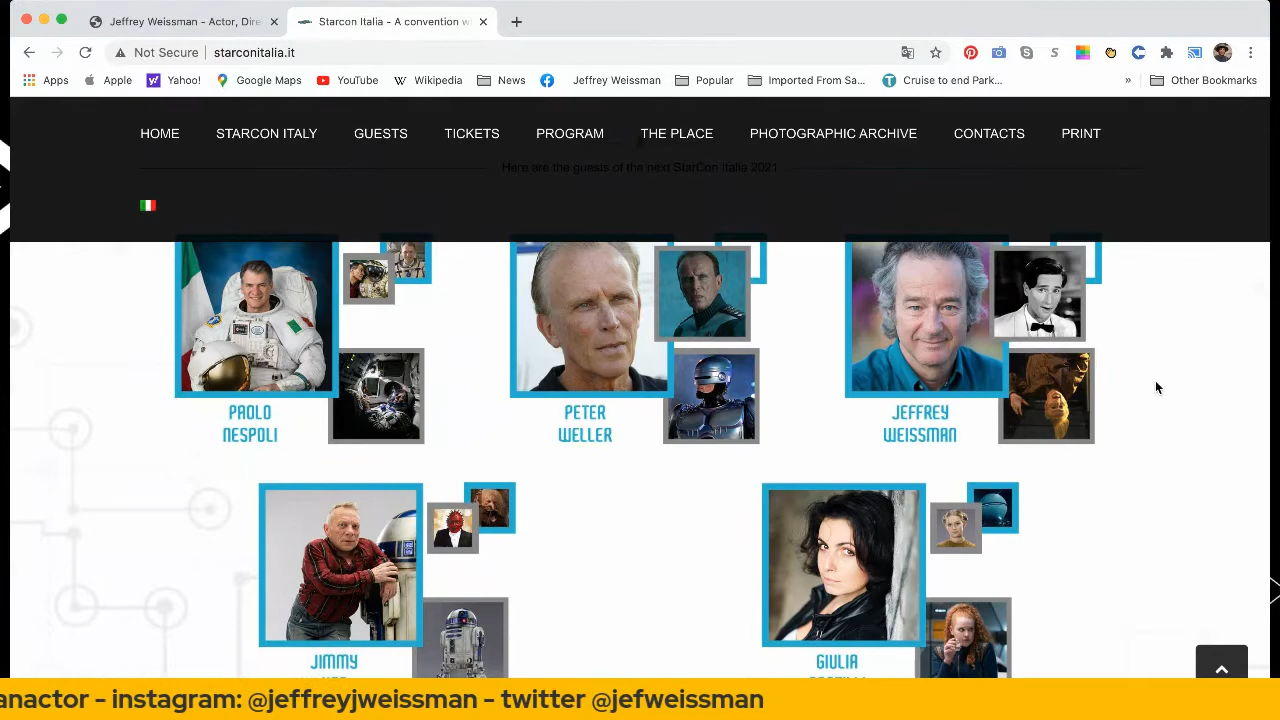 Jeffrey Weissman - Actor, Dire
Starcon Italia - A convention w
Not Secure
starconitalia.it
Apps
Apple
Yahoo!
Google Maps
YouTube
Wikipedia
News
Jeffrey Weissman
Popular
Imported From Sa...
Cruise to end Park...
»
Other Bookmarks
HOME
STARCON ITALY
GUESTS
TICKETS
PROGRAM
THE PLACE
PHOTOGRAPHIC ARCHIVE
CONTACTS
PRINT
Here are the guests of the next StarCon Italia 2021
PAOLO
NESPOLI
PETER
WELLER
JEFFREY
WEISSMAN
JIMMY
GIULIA
anactor - instagram: @jeffreyjweissman - twitter @jefweissman